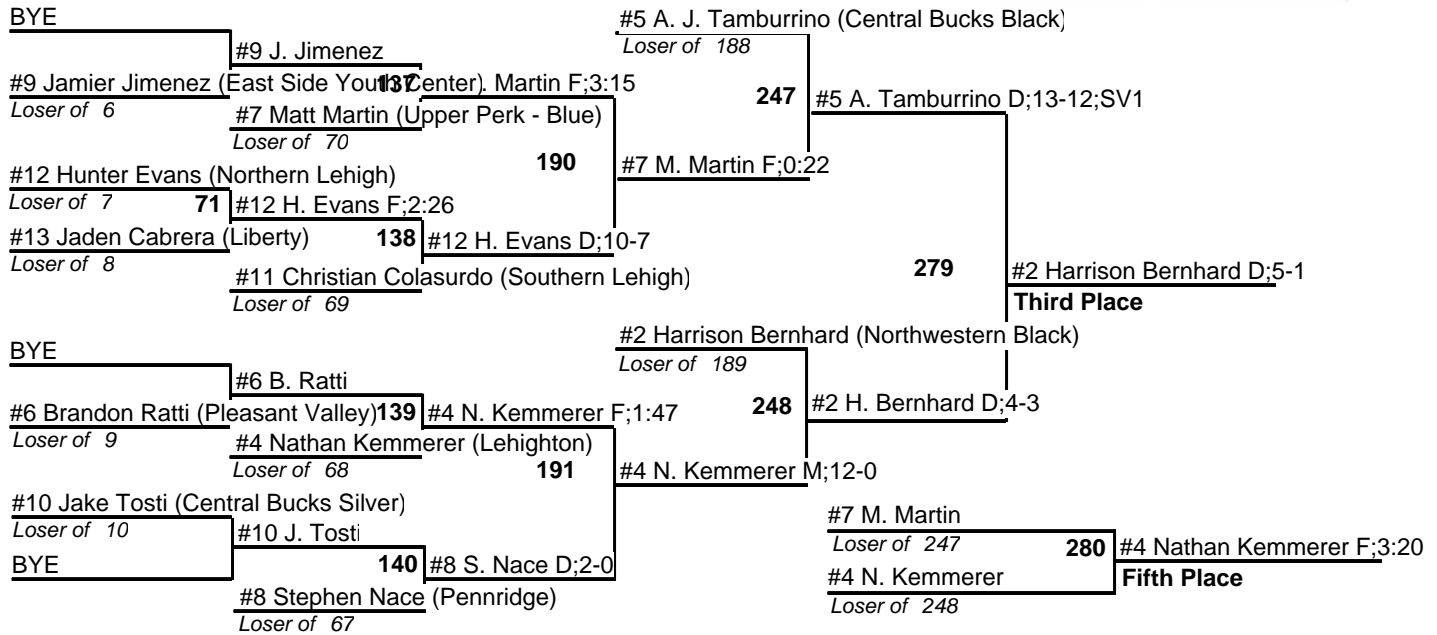 BYE
#9 J. Jimenez
#9 Jamier Jimenez (East Side Youth Center)
Loser of 6
137
. Martin F;3:15
#7 Matt Martin (Upper Perk - Blue)
Loser of 70
190
#12 Hunter Evans (Northern Lehigh)
Loser of 7
71
#12 H. Evans F;2:26
#13 Jaden Cabrera (Liberty)
Loser of 8
138
#12 H. Evans D;10-7
#11 Christian Colasurdo (Southern Lehigh)
Loser of 69
#5 A. J. Tamburrino (Central Bucks Black)
Loser of 188
247
#5 A. Tamburrino D;13-12;SV1
#7 M. Martin F;0:22
279
#2 Harrison Bernhard D;5-1
Third Place
BYE
#6 B. Ratti
#6 Brandon Ratti (Pleasant Valley)
Loser of 9
139
#4 N. Kemmerer F;1:47
#4 Nathan Kemmerer (Lehighton)
Loser of 68
191
#10 Jake Tosti (Central Bucks Silver)
Loser of 10
#10 J. Tosti
BYE
140
#8 S. Nace D;2-0
#8 Stephen Nace (Pennridge)
Loser of 67
#2 Harrison Bernhard (Northwestern Black)
Loser of 189
248
#2 H. Bernhard D;4-3
#4 N. Kemmerer M;12-0
#7 M. Martin
Loser of 247
280
#4 Nathan Kemmerer F;3:20
#4 N. Kemmerer
Fifth Place
Loser of 248